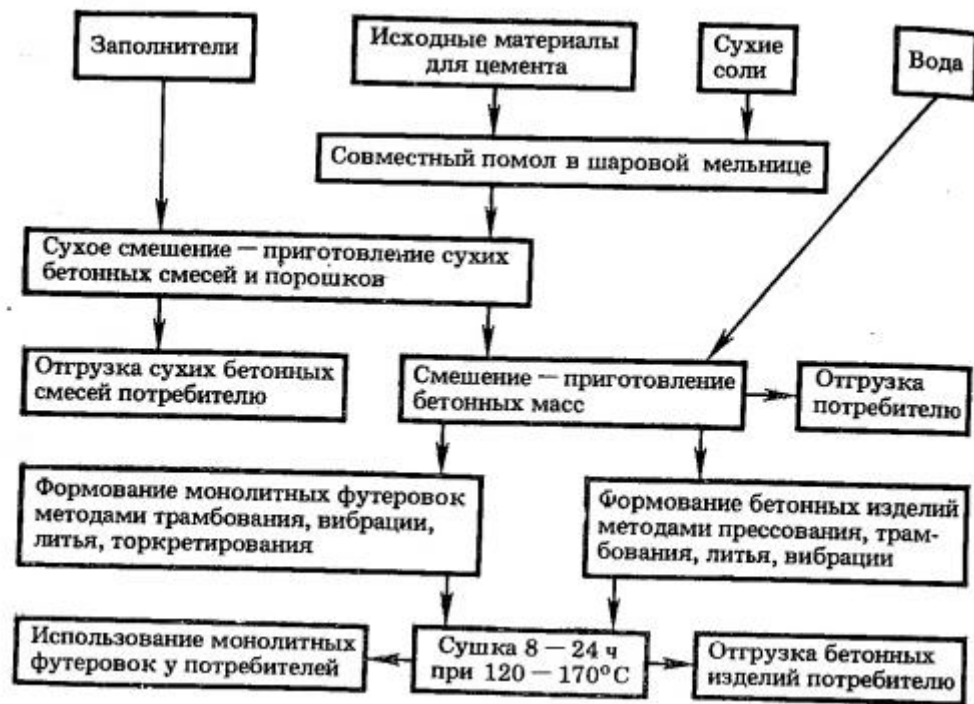 Заполнители
Исходные материалы
для цемента
Сухие
соли
Вода
Совместный помол в шаровой мельнице
Сухое смешение — приготовление сухих
бетонных смесей и порошков
Отгрузка сухих бетонных
смесей потребителю
Смешение — приготовление
бетонных масс
Отгрузка
потребителю
Формование монолитных футеровок
методами трамбования, вибрации,
литья, торкретирования
Формование бетонных изделий
методами прессования, трам-
бования, литья, вибрации
Использование монолитных
футеровок у потребителей
Сушка 8 — 24 ч
при 120 — 170°С
Отгрузка бетонных
изделий потребителю